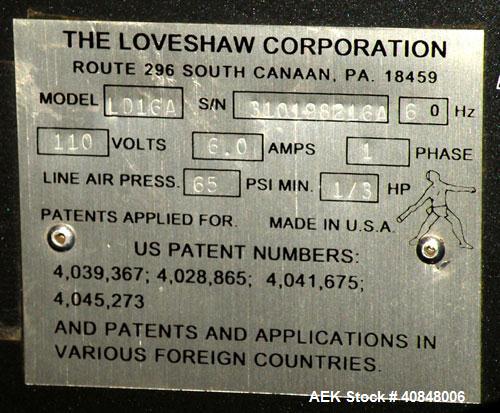 THE LOVESHAW CORPORATION
ROUTE 296 SOUTH CANAAN, PA. 18459
MODEL LD16A S/N 310198216A 60 Hz
110 VOLTS 6.0 AMPS 1 PHASE
LINE AIR PRESS. 65 PSI MIN. 1/3 HP
PATENTS APPLIED FOR. MADE IN U.S.A.
US PATENT NUMBERS:
4,039,367; 4,028,865; 4,041,675;
4,045,273
AND PATENTS AND APPLICATIONS IN
VARIOUS FOREIGN COUNTRIES.
AEK Stock # 40848006